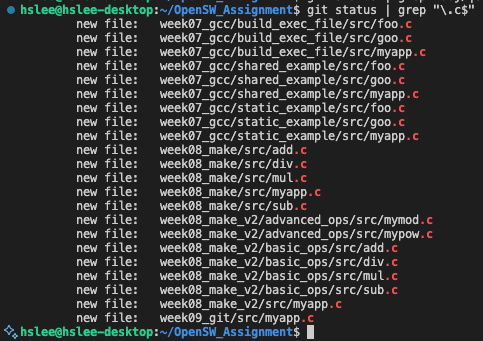 hslee@hslee-desktop:~/OpenSW_Assignment$ git status | grep "\.c$"
new file:   week07_gcc/build_exec_file/src/foo.c
new file:   week07_gcc/build_exec_file/src/goo.c
new file:   week07_gcc/build_exec_file/src/myapp.c
new file:   week07_gcc/shared_example/src/foo.c
new file:   week07_gcc/shared_example/src/goo.c
new file:   week07_gcc/shared_example/src/myapp.c
new file:   week07_gcc/static_example/src/foo.c
new file:   week07_gcc/static_example/src/goo.c
new file:   week07_gcc/static_example/src/myapp.c
new file:   week08_make/src/add.c
new file:   week08_make/src/div.c
new file:   week08_make/src/mul.c
new file:   week08_make/src/myapp.c
new file:   week08_make/src/sub.c
new file:   week08_make_v2/advanced_ops/src/mymod.c
new file:   week08_make_v2/advanced_ops/src/mypow.c
new file:   week08_make_v2/basic_ops/src/add.c
new file:   week08_make_v2/basic_ops/src/div.c
new file:   week08_make_v2/basic_ops/src/mul.c
new file:   week08_make_v2/basic_ops/src/sub.c
new file:   week08_make_v2/src/myapp.c
new file:   week09_git/src/myapp.c
hslee@hslee-desktop:~/OpenSW_Assignment$